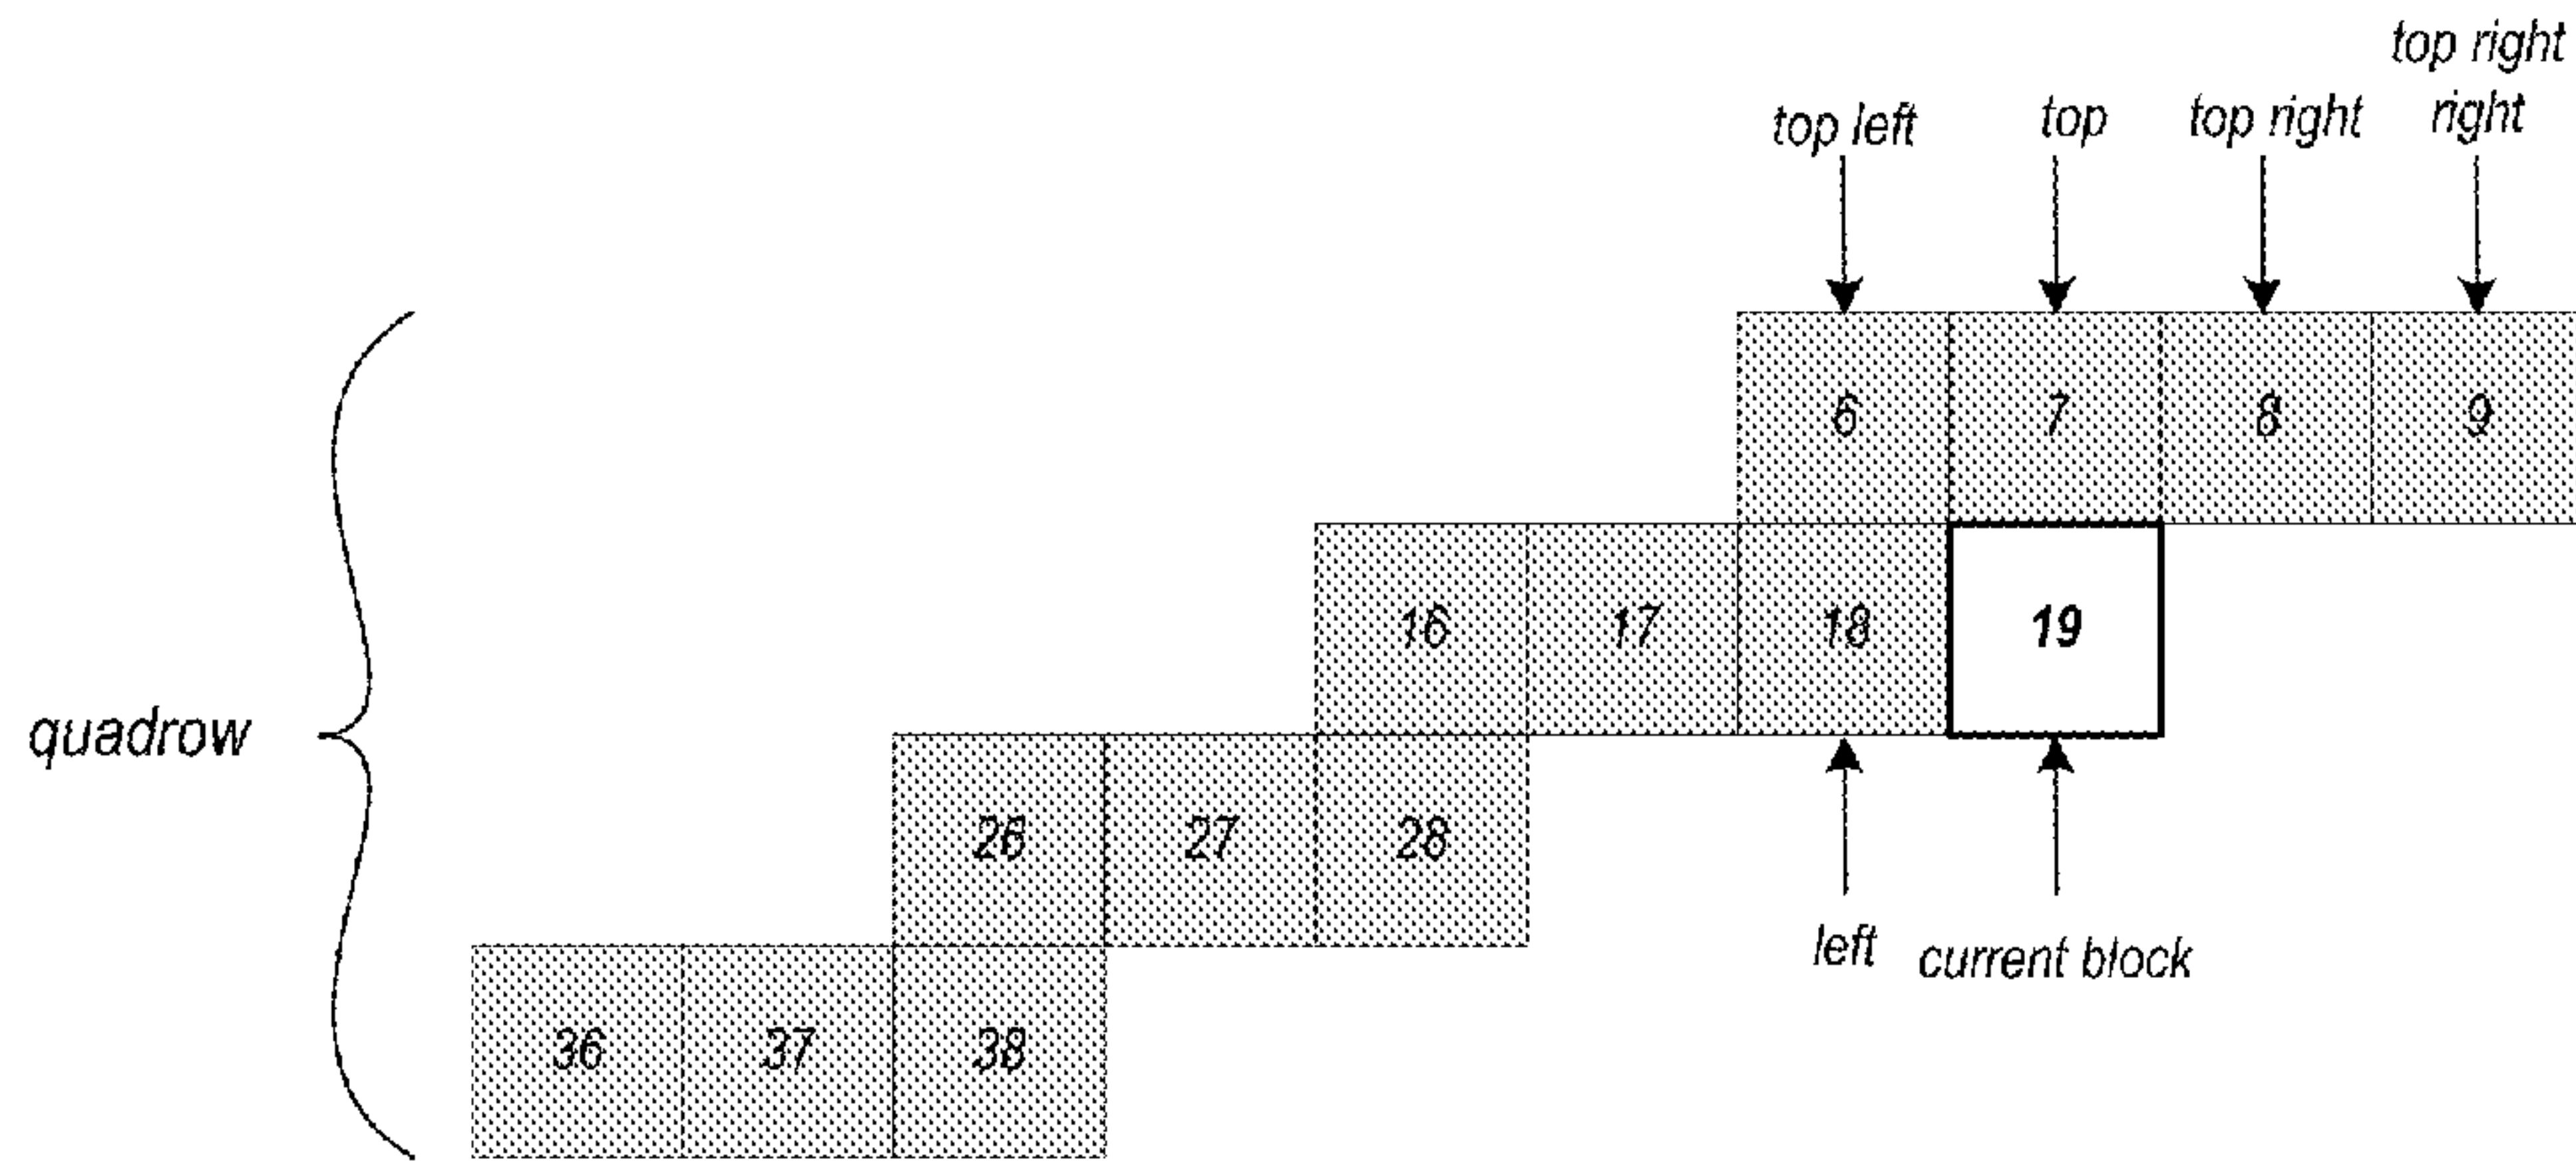 top right
top left top top right right
6 7 8 9
16 17 18 19
quadrow
26 27 28
left current block
36 37 38